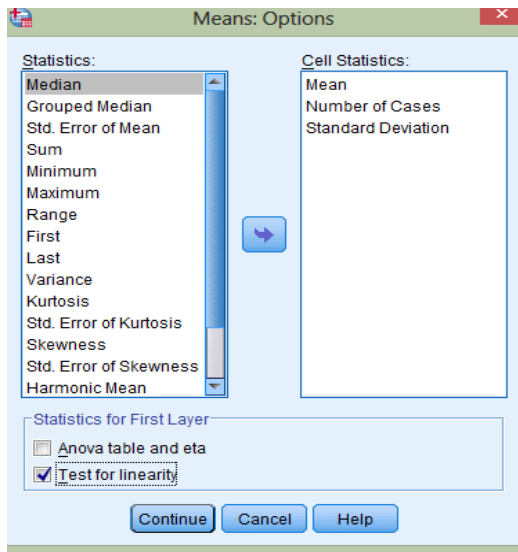 Means: Options
Statistics:
Median
Grouped Median
Std. Error of Mean
Sum
Minimum
Maximum
Range
First
Last
Variance
Kurtosis
Std. Error of Kurtosis
Skewness
Std. Error of Skewness
Harmonic Mean
Cell Statistics:
Mean
Number of Cases
Standard Deviation
Statistics for First Layer
Anova table and eta
Test for linearity
Continue
Cancel
Help